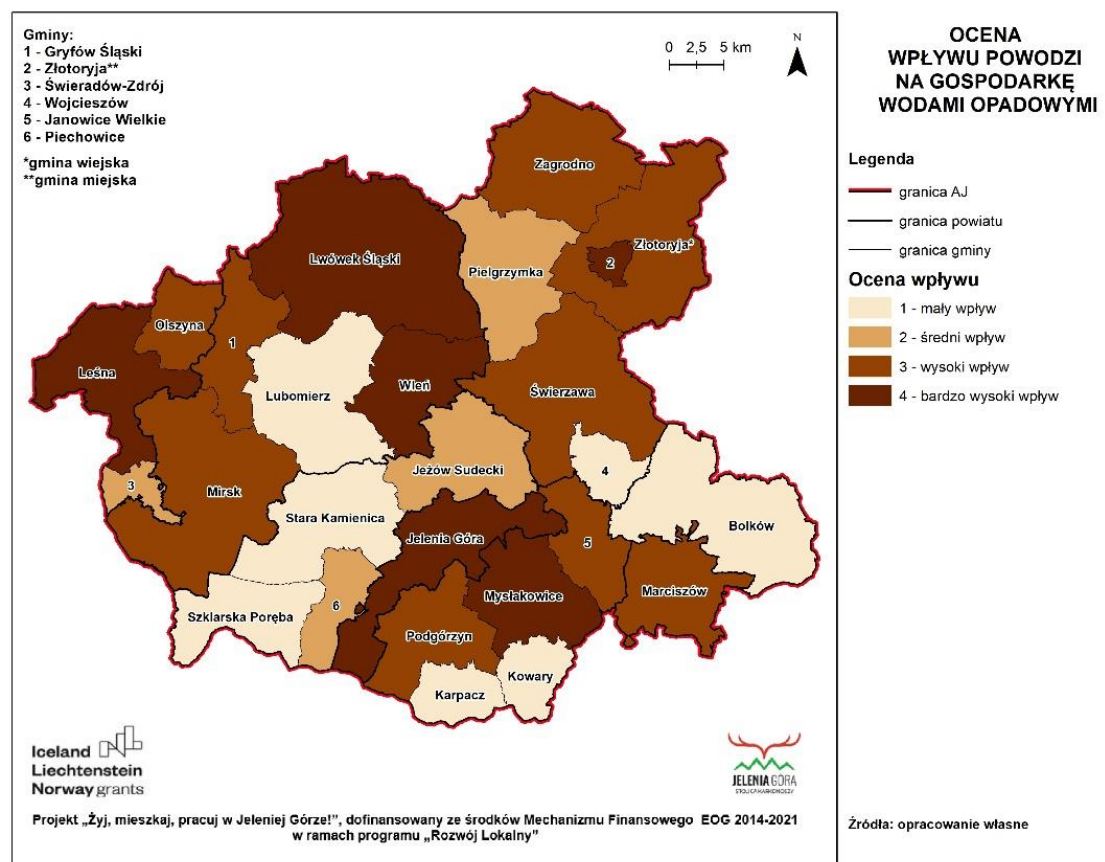 Gminy:
1 - Gryfów Śląski
2 - Złotoryja**
3 - Świeradów-Zdrój
4 - Wojcieszów
5 - Janowice Wielkie
6 - Piechowice
*gmina wiejska
**gmina miejska
0 2,5 5 km
N
OCENA
WPŁYWU POWODZI
NA GOSPODARKĘ
WODAMI OPADOWYMI
Legenda
granica AJ
granica powiatu
granica gminy
Ocena wpływu
1 - mały wpływ
2 - średni wpływ
3 - wysoki wpływ
4 - bardzo wysoki wpływ
Zagrodno
Złotoryja*
2
Pielgrzymka
Lwówek Śląski
Olszyna
1
Leśna
Lubomierz
Wleń
Świerzawa
Jeżów Sudecki
4
3
Mirsk
Stara Kamienica
Jelenia Góra
Bolków
5
Mysłakowice
Marciszów
Szklarska Poręba
6
Podgórzyn
Kowary
Karpacz
Iceland
Liechtenstein
Norway grants
JELENIA GÓRA
STOLICA KARKONOSZY
Projekt „Żyj, mieszkaj, pracuj w Jeleniej Górze!”, dofinansowany ze środków Mechanizmu Finansowego EOG 2014-2021
w ramach programu „Rozwój Lokalny”
Źródła: opracowanie własne